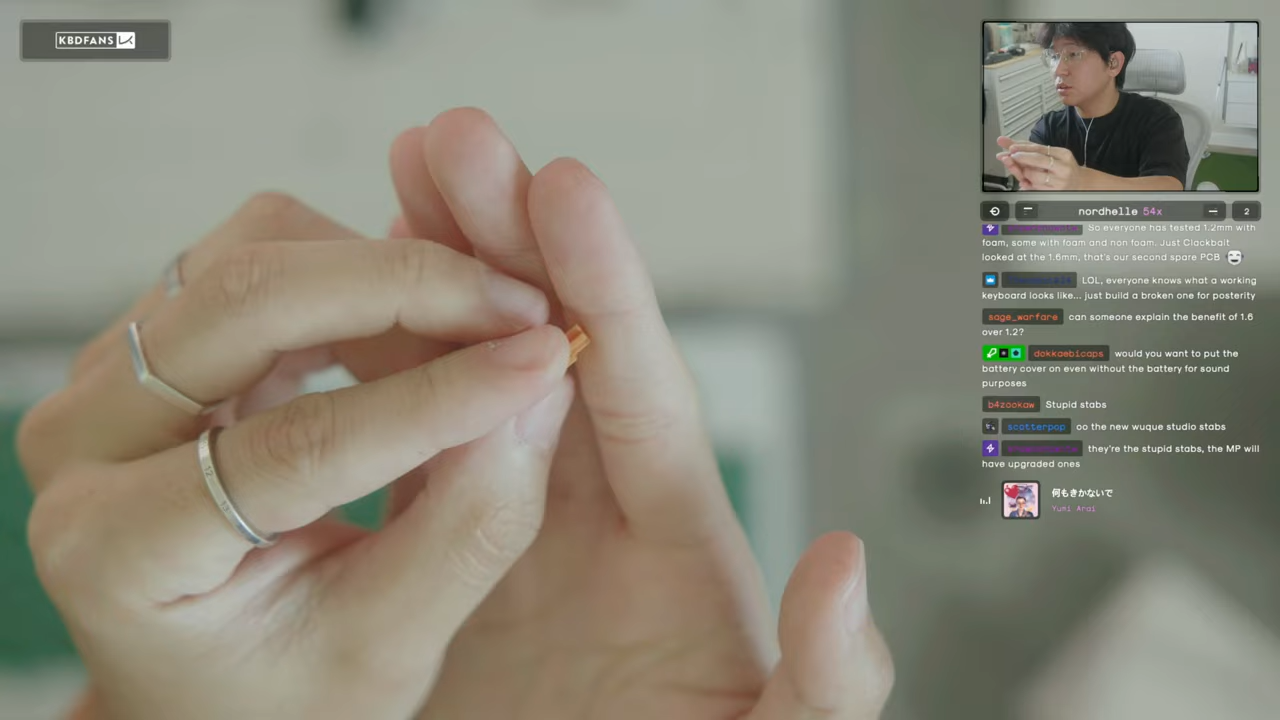 KBDFANS
nordhelle 54x
2
So everyone has tested 1.2mm with
foam, some with foam and non foam. Just Clackbait
looked at the 1.6mm, that's our second spare PCB
LOL, everyone knows what a working
keyboard looks like... just build a broken one for posterity
sage_warfare can someone explain the benefit of 1.6
over 1.2?
dokkaebicaps would you want to put the
battery cover on even without the battery for sound
purposes
b4zookaw Stupid stabs
scotterpop oo the new wuque studio stabs
they're the stupid stabs, the MP will
have upgraded ones
何もきかないで
Yumi Arai